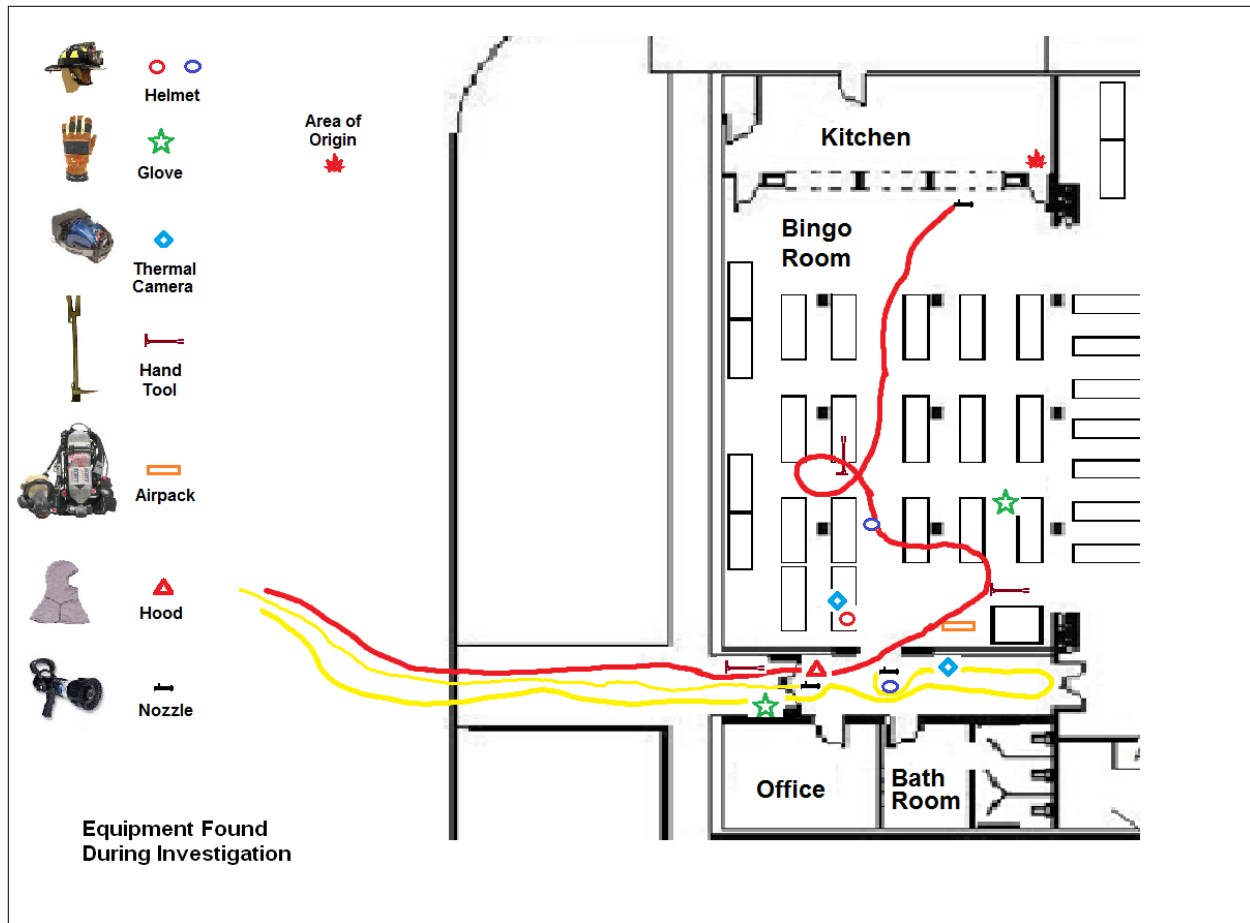 Helmet
Glove
Thermal
Camera
Hand
Tool
Airpack
Hood
Nozzle
Area of
Origin
Kitchen
Bingo
Room
Office
Bath
Room
Equipment Found
During Investigation